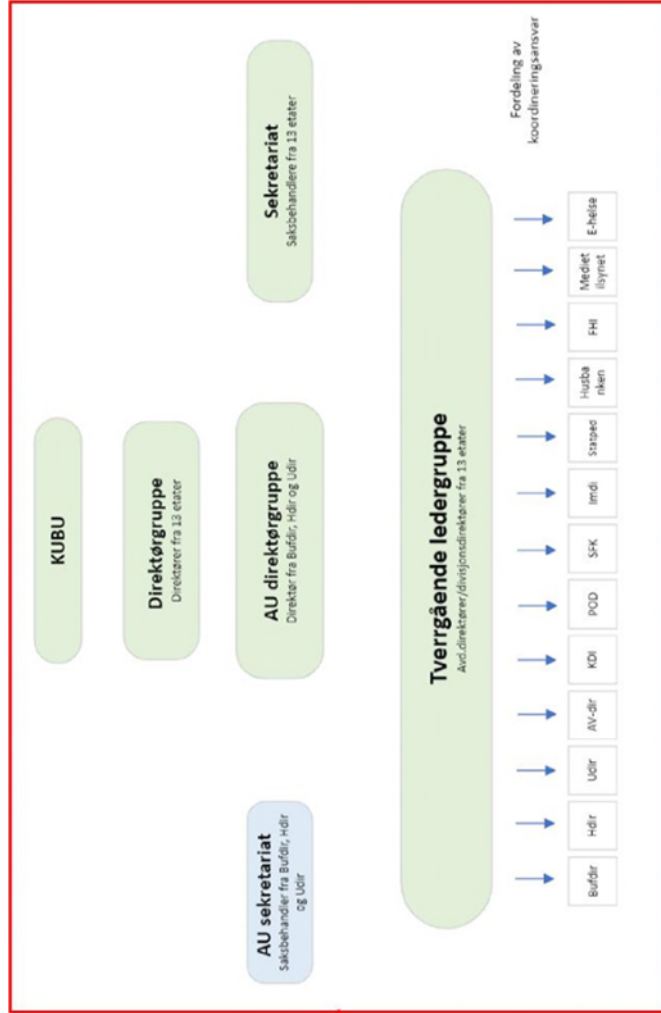 KUBU
Direktørgruppe
Direktører fra 13 etater
AU sekretariat
Saksbehandler fra Bufdir, Hdir
og Udir
AU direktørgruppe
Direktør fra Bufdir, Hdir og Udir
Sekretariat
Saksbehandlere fra 13 etater
Tverrgående ledergruppe
Avd.direktører/divisjonsdirektører fra 13 etater
Fordeling av
koordineringsansvar
Bufdir
Hdir
Udir
AV-dir
KDI
POD
SFK
Imdi
Statped
Husba
nken
FHI
Mediet
ilsynet
E-helse